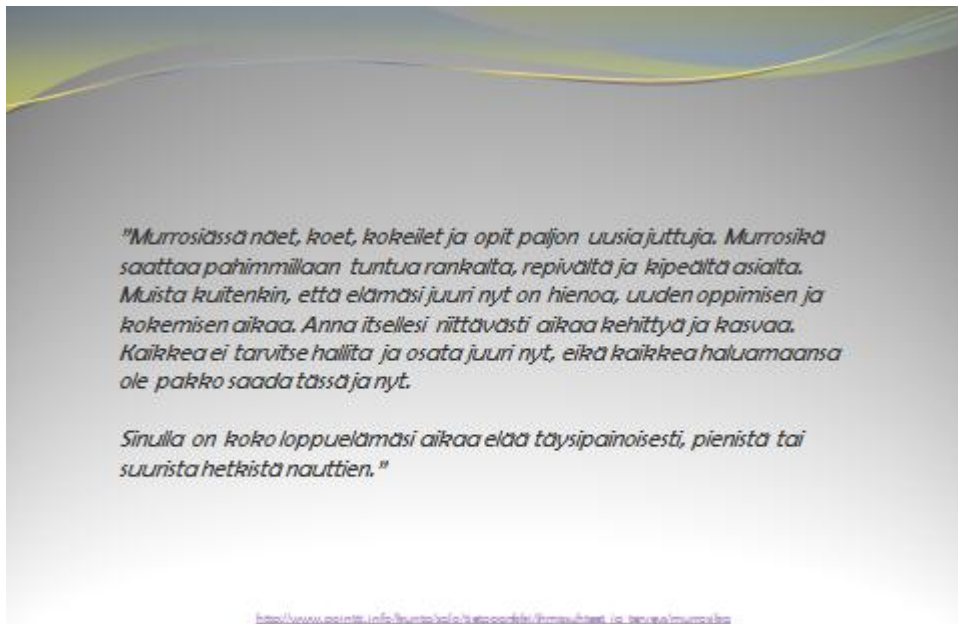 "Murrosiässä näet, koet, kokeilet ja opit paljon uusia juttuja. Murrosikä
saattaa pahimmillaan tuntua rankalta, repivältä ja kipeältä asialta.
Muista kuitenkin, että elämäsi juuri nyt on hienoa, uuden oppimisen ja
kokemisen aikaa. Anna itsellesi riittävästi aikaa kehittyä ja kasvaa.
Kaikkea ei tarvitse hallita ja osata juuri nyt, eikä kaikkea haluamaansa
ole pakko saada tässä ja nyt.
Sinulla on koko loppuelämäsi aikaa elää täysipainoisesti, pienistä tai
suurista hetkistä nauttien."